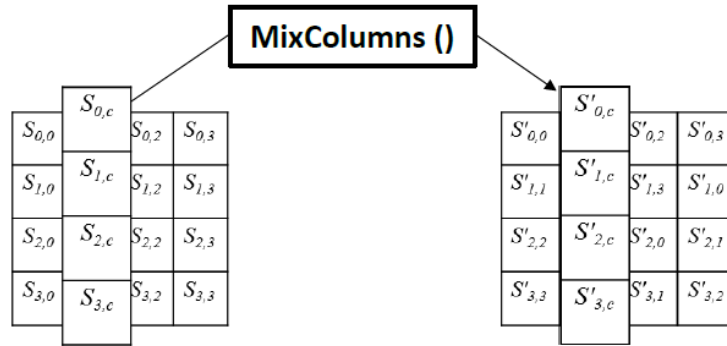 MixColumns ()
S0,c
S0,0 S0,2 S0,3
S1,c
S1,0 S1,2 S1,3
S2,c
S2,0 S2,2 S2,3
S3,c
S3,0 S3,2 S3,3
S'0,c
S'0,0 S'0,2 S'0,3
S'1,c
S'1,1 S'1,3 S'1,0
S'2,c
S'2,2 S'2,0 S'2,1
S'3,c
S'3,3 S'3,1 S'3,2